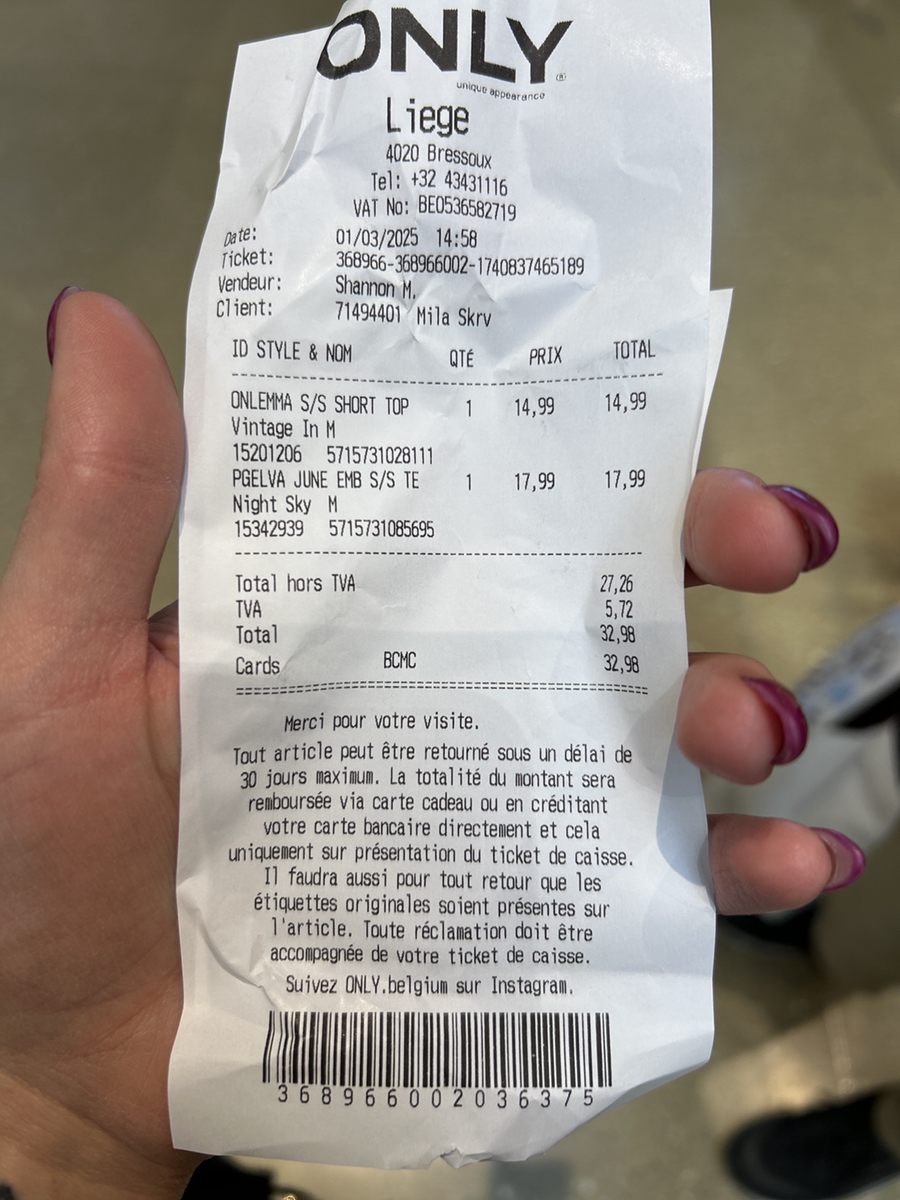 ONLY
unique appearance
Liege
4020 Bressoux
Tel: +32 43431116
VAT No: BE0536582719
Date: 01/03/2025 14:58
Ticket: 368966-368966002-1740837465189
Vendeur: Shannon M.
Client: 71494401 Mila Skrv
ID STYLE & NOM QTÉ PRIX TOTAL
ONLEMMA S/S SHORT TOP 1 14,99 14,99
Vintage In M
15201206 5715731028111
PGELVA JUNE EMB S/S TE 1 17,99 17,99
Night Sky M
15342939 5715731085695
Total hors TVA 27,26
TVA 5,72
Total 32,98
Cards BCMC 32,98
Merci pour votre visite.
Tout article peut être retourné sous un délai de
30 jours maximum. La totalité du montant sera
remboursée via carte cadeau ou en créditant
votre carte bancaire directement et cela
uniquement sur présentation du ticket de caisse.
Il faudra aussi pour tout retour que les
étiquettes originales soient présentes sur
l'article. Toute réclamation doit être
accompagnée de votre ticket de caisse.
Suivez ONLY.belgium sur Instagram.
368966002036375